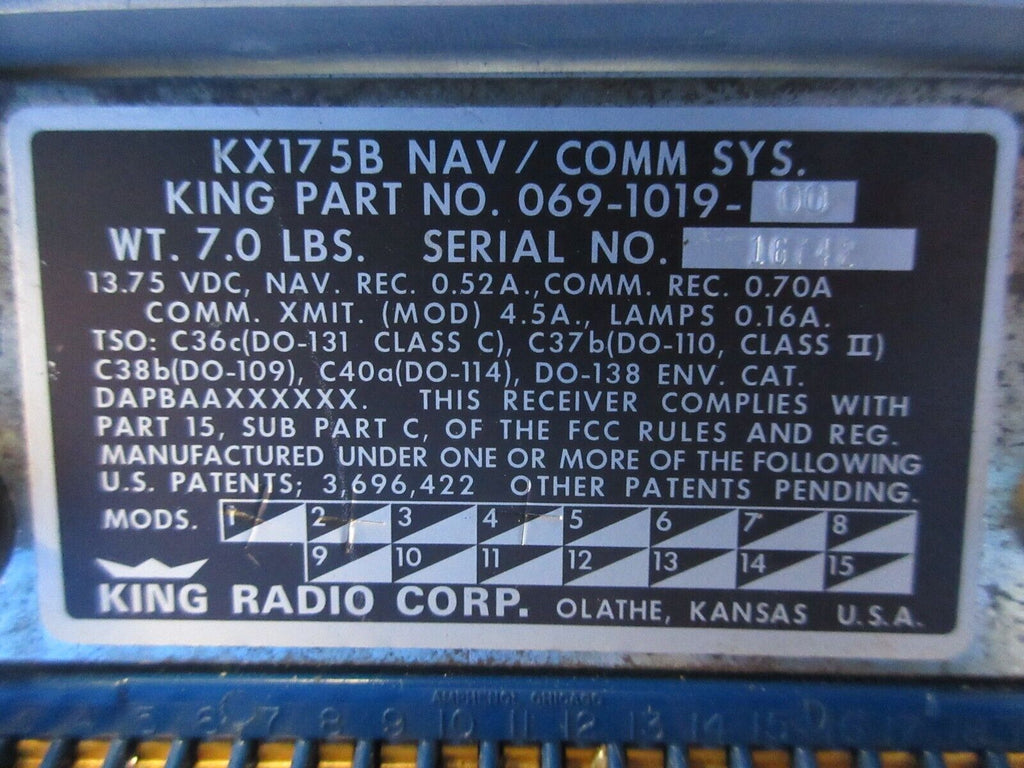 KX175B NAV/ COMM SYS.
KING PART NO. 069-1019-00
WT. 7.0 LBS. SERIAL NO. 16742
13.75 VDC, NAV. REC. 0.52A., COMM. REC. 0.70A
COMM. XMIT. (MOD) 4.5A., LAMPS 0.16A.
TSO: C36c(DO-131 CLASS C), C37b(DO-110, CLASS II)
C38b(DO-109), C40a(DO-114), DO-138 ENV. CAT.
DAPBAAXXXXXX. THIS RECEIVER COMPLIES WITH
PART 15, SUB PART C, OF THE FCC RULES AND REG.
MANUFACTURED UNDER ONE OR MORE OF THE FOLLOWING
U.S. PATENTS; 3,696,422 OTHER PATENTS PENDING.
MODS. 1 2 3 4 5 6 7 8
9 10 11 12 13 14 15
KING RADIO CORP. OLATHE, KANSAS U.S.A.
AMPHENOL CHICAGO
5 6 7 8 9 10 11 12 13 14 15 16 17